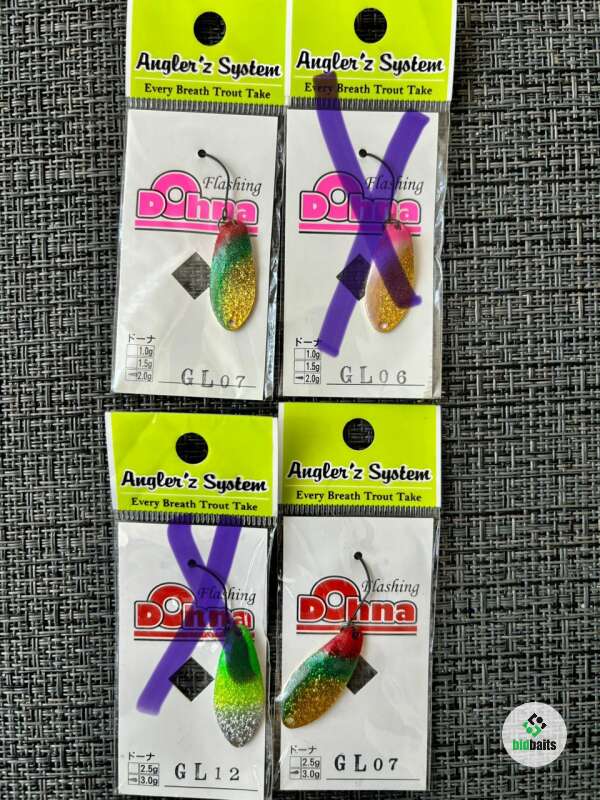 Angler'z System
Every Breath Trout Take
Flashing
Dohna
ドーナ
1.0g
1.5g
2.0g
GL07
Angler'z System
Every Breath Trout Take
Flashing
Dohna
ドーナ
1.0g
1.5g
2.0g
GL06
Angler'z System
Every Breath Trout Take
Flashing
Dohna
ドーナ
2.5g
3.0g
GL12
Angler'z System
Every Breath Trout Take
Flashing
Dohna
ドーナ
2.5g
3.0g
GL07
bidbaits